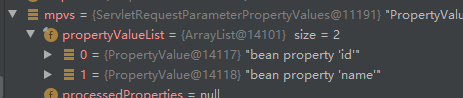 mpvs = {ServletRequestParameterPropertyValues@11191} "PropertyValue
f propertyValueList = {ArrayList@14101} size = 2
0 = {PropertyValue@14117} "bean property 'id'"
1 = {PropertyValue@14118} "bean property 'name'"
f processedProperties = null